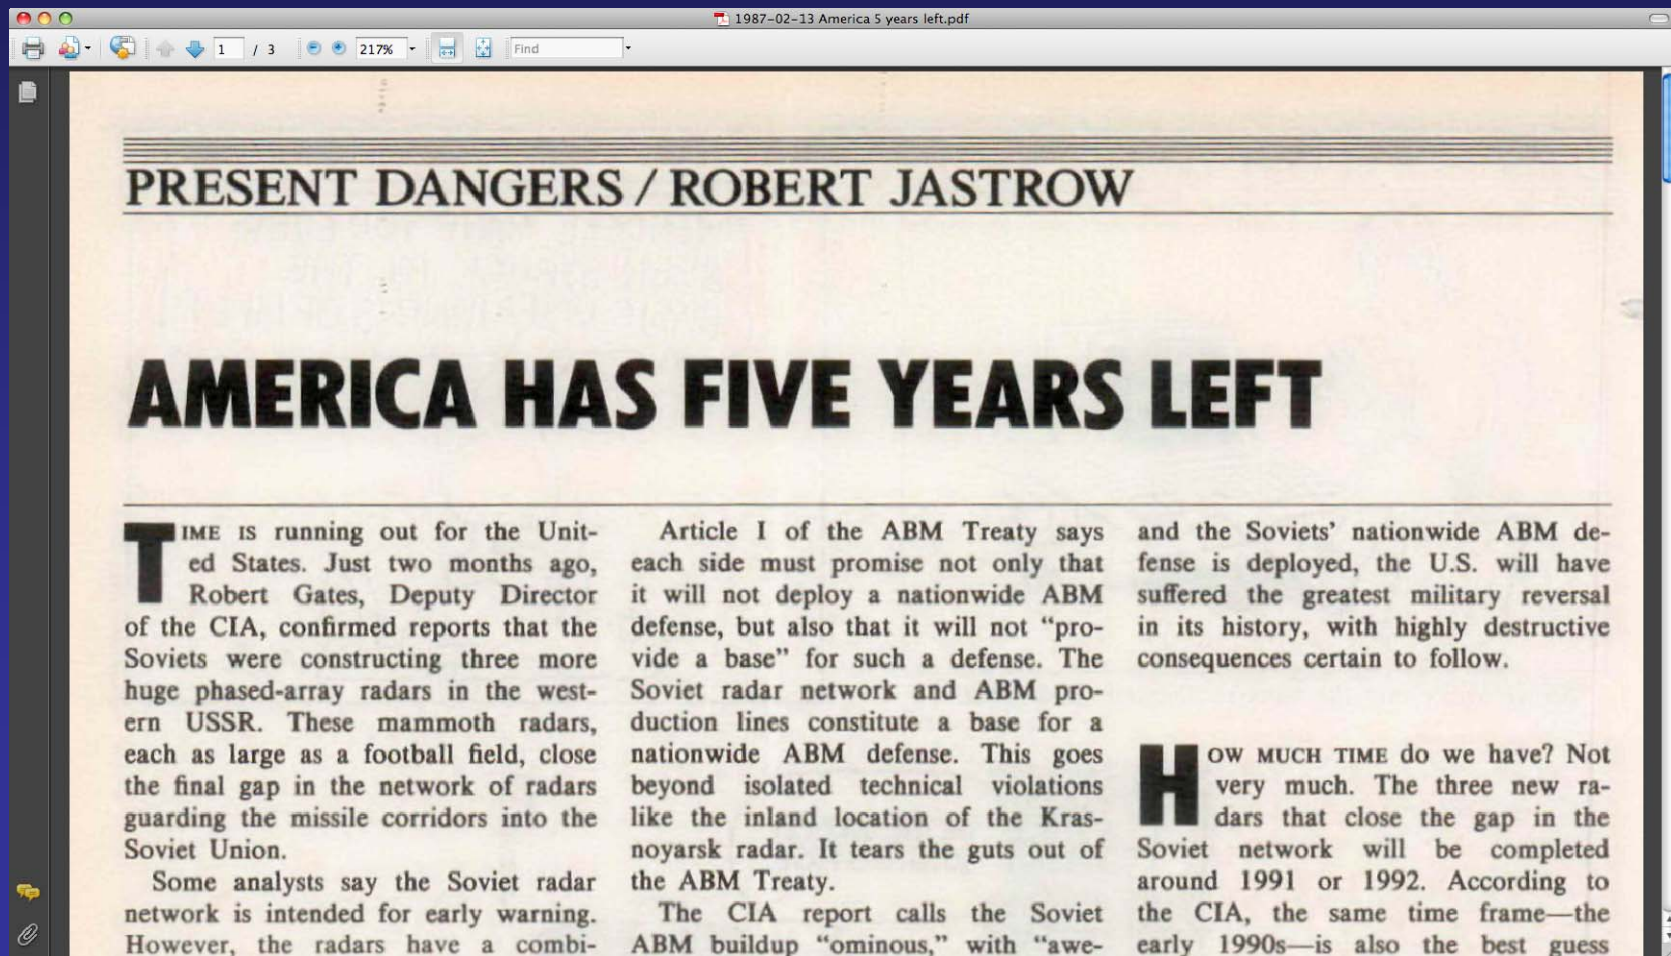 1987-02-13 America 5 years left.pdf
1 / 3
217%
Find
PRESENT DANGERS / ROBERT JASTROW
AMERICA HAS FIVE YEARS LEFT
TIME IS running out for the Unit-
ed States. Just two months ago,
Robert Gates, Deputy Director
of the CIA, confirmed reports that the
Soviets were constructing three more
huge phased-array radars in the west-
ern USSR. These mammoth radars,
each as large as a football field, close
the final gap in the network of radars
guarding the missile corridors into the
Soviet Union.
Some analysts say the Soviet radar
network is intended for early warning.
However, the radars have a combi-
Article I of the ABM Treaty says
each side must promise not only that
it will not deploy a nationwide ABM
defense, but also that it will not "pro-
vide a base" for such a defense. The
Soviet radar network and ABM pro-
duction lines constitute a base for a
nationwide ABM defense. This goes
beyond isolated technical violations
like the inland location of the Kras-
noyarsk radar. It tears the guts out of
the ABM Treaty.
The CIA report calls the Soviet
ABM buildup "ominous," with "awe-
and the Soviets' nationwide ABM de-
fense is deployed, the U.S. will have
suffered the greatest military reversal
in its history, with highly destructive
consequences certain to follow.
HOW MUCH TIME do we have? Not
very much. The three new ra-
dars that close the gap in the
Soviet network will be completed
around 1991 or 1992. According to
the CIA, the same time frame—the
early 1990s—is also the best guess